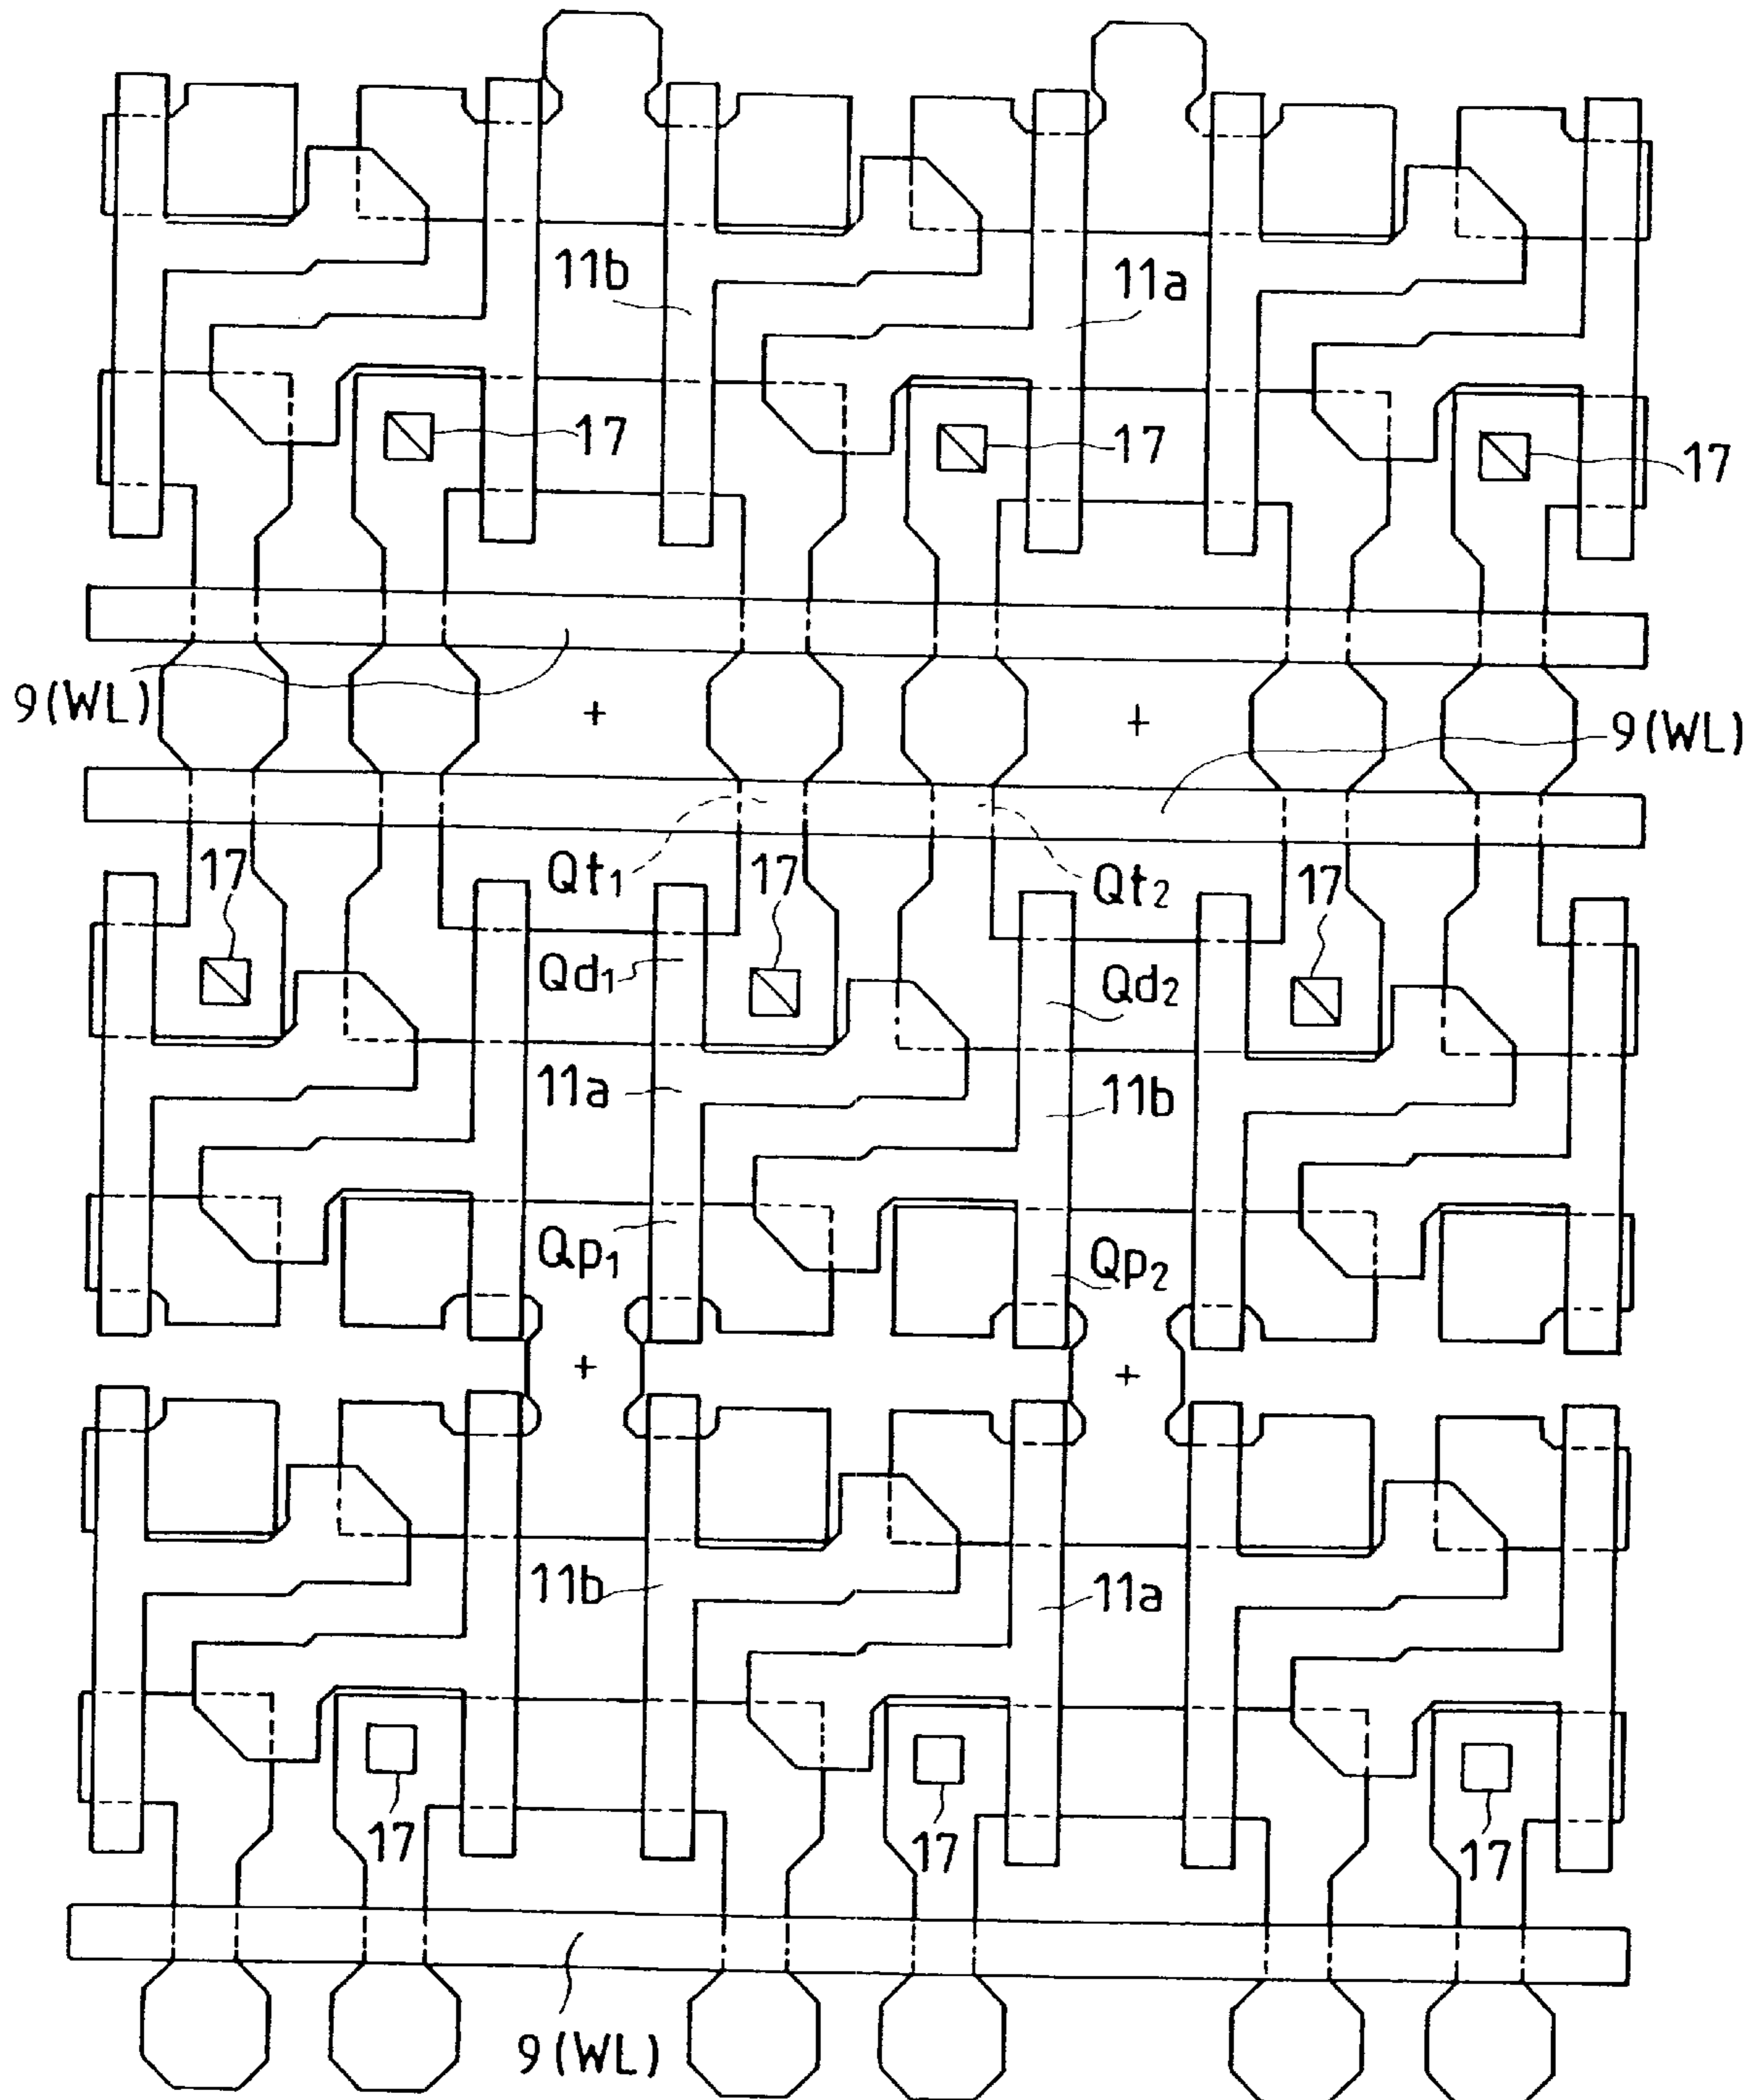 11b 11a
17 17 17
9(WL) 9(WL)
17 Qt1 17 Qt2 17
Qd1 Qd2
11a 11b
Qp1 Qp2
11b 11a
17 17 17
9(WL)